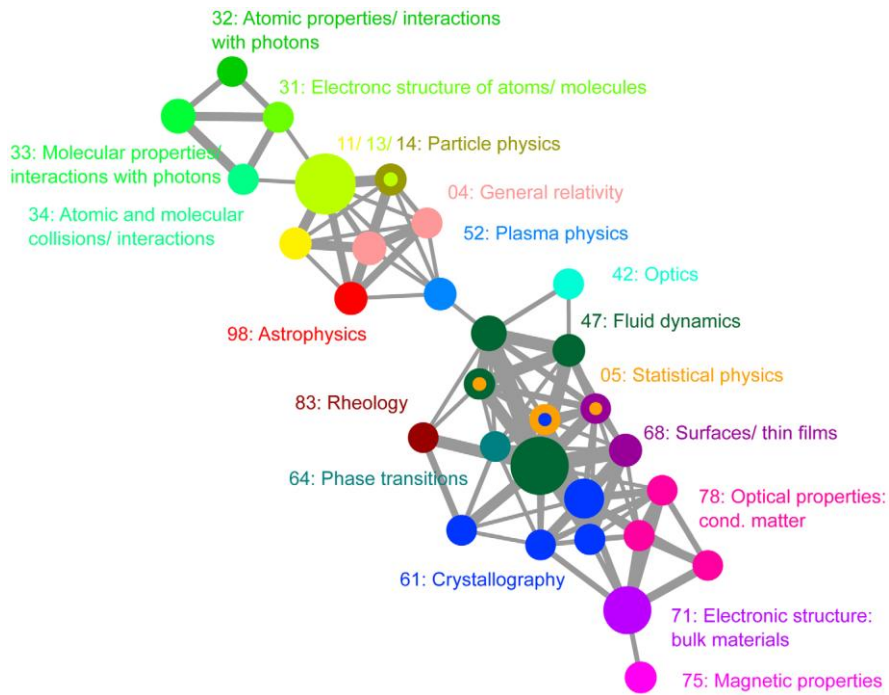 32: Atomic properties/ interactions
with photons
31: Electronc structure of atoms/ molecules
11/ 13/ 14: Particle physics
33: Molecular properties/
interactions with photons
04: General relativity
34: Atomic and molecular
collisions/ interactions
52: Plasma physics
42: Optics
98: Astrophysics
47: Fluid dynamics
05: Statistical physics
83: Rheology
68: Surfaces/ thin films
64: Phase transitions
78: Optical properties:
cond. matter
61: Crystallography
71: Electronic structure:
bulk materials
75: Magnetic properties